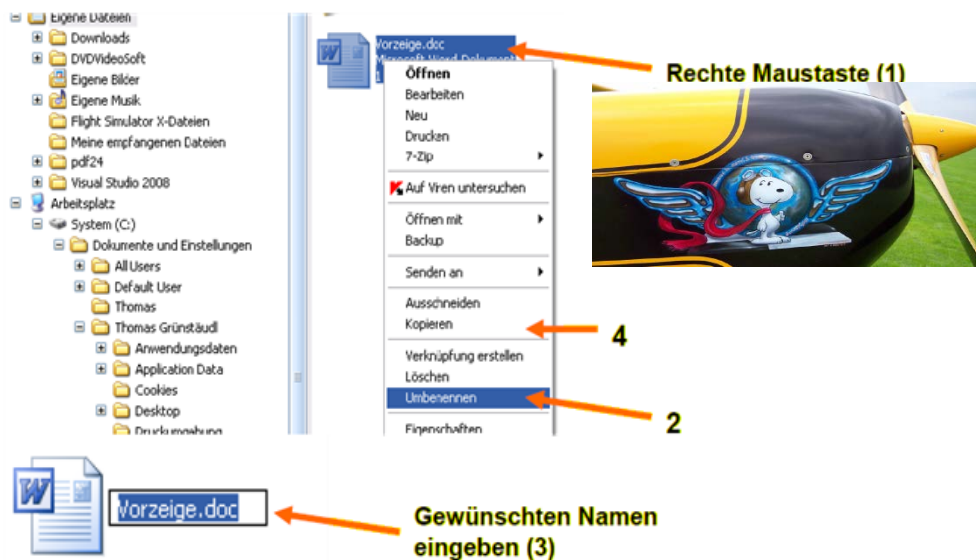 Eigene Dateien
Downloads
DVDVideoSoft
Eigene Bilder
Eigene Musik
Flight Simulator X-Dateien
Meine empfangenen Dateien
pdf24
Visual Studio 2008
Arbeitsplatz
System (C:)
Dokumente und Einstellungen
All Users
Default User
Thomas
Thomas Grünstäudl
Anwendungsdaten
Application Data
Cookies
Desktop
Druckumgebung
Vorzeige.doc
Microsoft Word-Dokument
Öffnen
Bearbeiten
Neu
Drucken
7-Zip
Auf Viren untersuchen
Öffnen mit
Backup
Senden an
Ausschneiden
Kopieren
Verknüpfung erstellen
Löschen
Umbenennen
Eigenschaften
Rechte Maustaste (1)
4
2
W
Vorzeige.doc
Gewünschten Namen
eingeben (3)